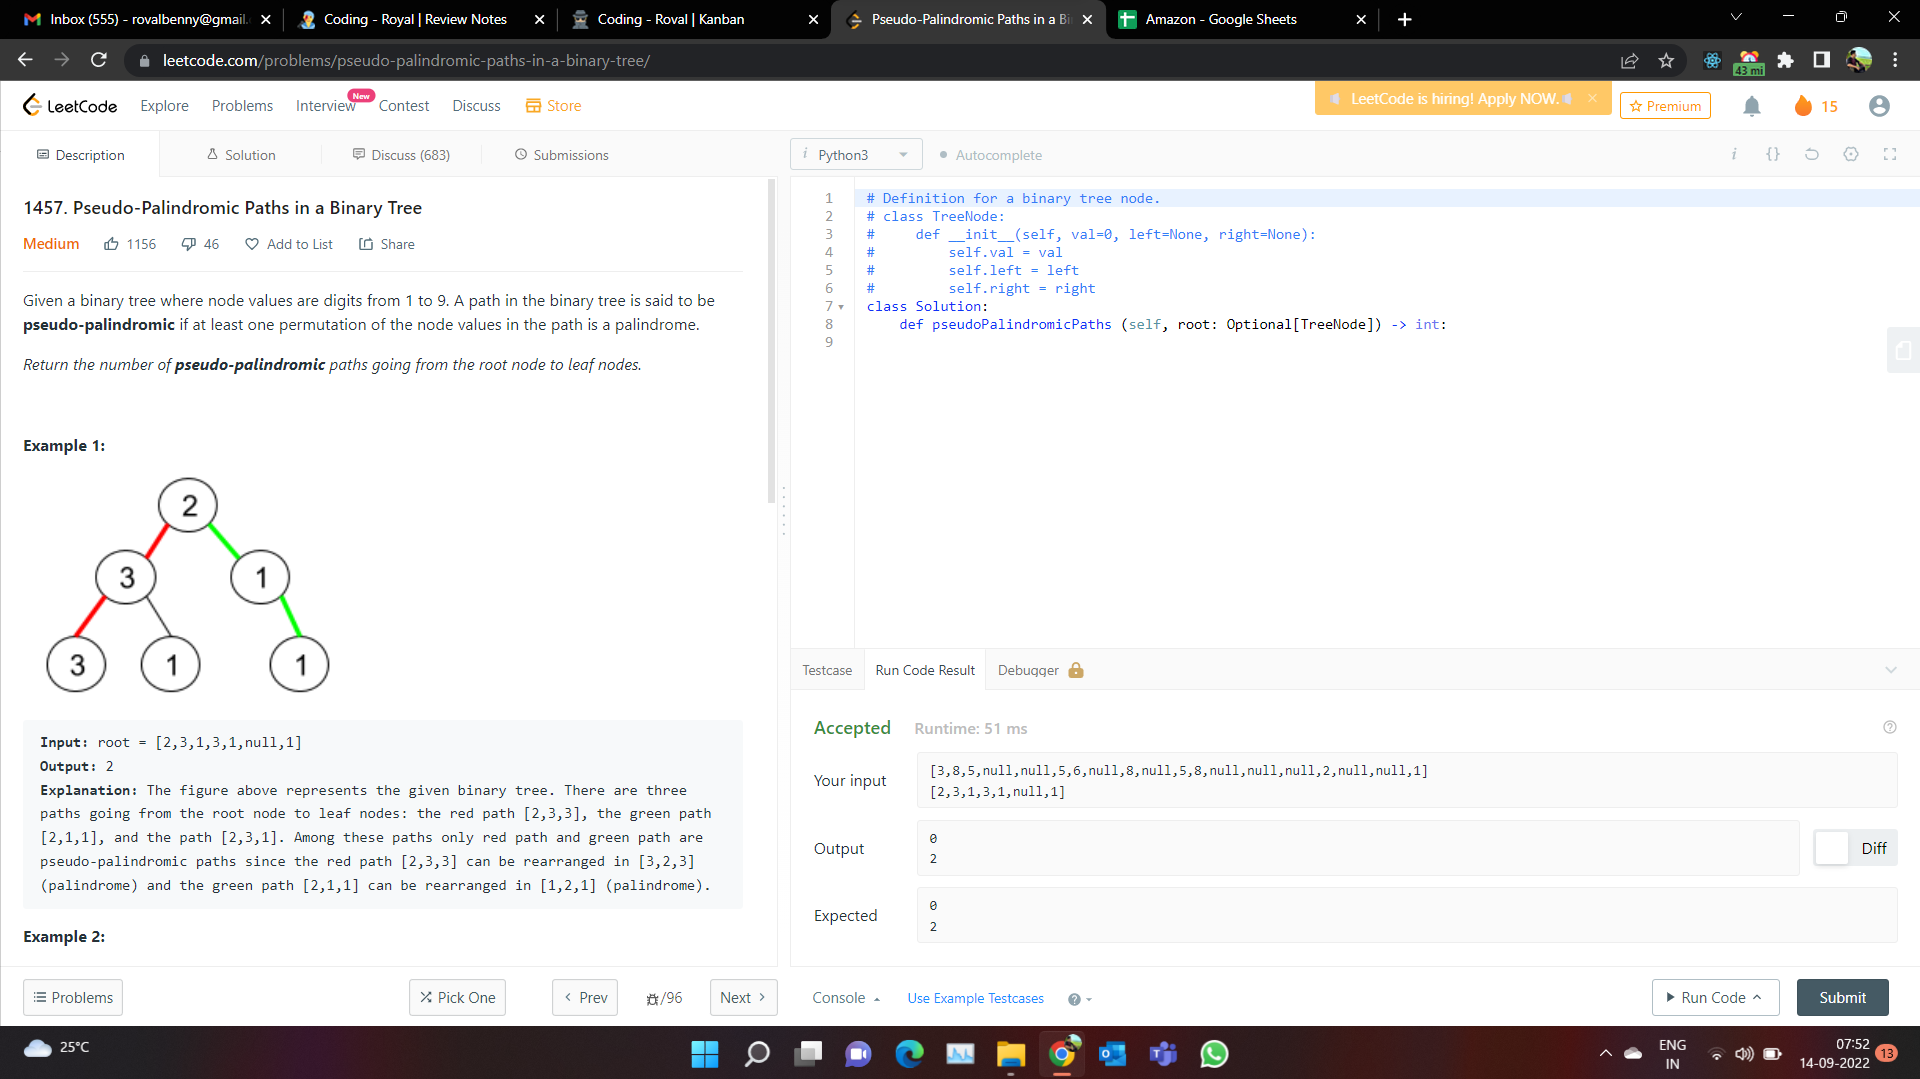 Inbox (555) - rovalbenny@gmail.
Coding - Royal | Review Notes
Coding - Roval | Kanban
Pseudo-Palindromic Paths in a Bi
Amazon - Google Sheets
leetcode.com/problems/pseudo-palindromic-paths-in-a-binary-tree/
43 mi
LeetCode
Explore
Problems
Interview
New
Contest
Discuss
Store
LeetCode is hiring! Apply NOW.
Premium
15
Description
Solution
Discuss (683)
Submissions
i Python3
Autocomplete
i
{}
1457. Pseudo-Palindromic Paths in a Binary Tree
Medium
1156
46
Add to List
Share
Given a binary tree where node values are digits from 1 to 9. A path in the binary tree is said to be
pseudo-palindromic if at least one permutation of the node values in the path is a palindrome.
Return the number of pseudo-palindromic paths going from the root node to leaf nodes.
Example 1:
2
3
1
3
1
1
Input: root = [2,3,1,3,1,null,1]
Output: 2
Explanation: The figure above represents the given binary tree. There are three
paths going from the root node to leaf nodes: the red path [2,3,3], the green path
[2,1,1], and the path [2,3,1]. Among these paths only red path and green path are
pseudo-palindromic paths since the red path [2,3,3] can be rearranged in [3,2,3]
(palindrome) and the green path [2,1,1] can be rearranged in [1,2,1] (palindrome).
Example 2:
1 # Definition for a binary tree node.
2 # class TreeNode:
3 #     def __init__(self, val=0, left=None, right=None):
4 #         self.val = val
5 #         self.left = left
6 #         self.right = right
7 class Solution:
8     def pseudoPalindromicPaths (self, root: Optional[TreeNode]) -> int:
9
Testcase
Run Code Result
Debugger
Accepted
Runtime: 51 ms
Your input
[3,8,5,null,null,5,6,null,8,null,5,8,null,null,null,2,null,null,1]
[2,3,1,3,1,null,1]
Output
0
2
Diff
Expected
0
2
Problems
Pick One
Prev
/96
Next
Console
Use Example Testcases
Run Code
Submit
25°C
ENG
IN
07:52
14-09-2022
13